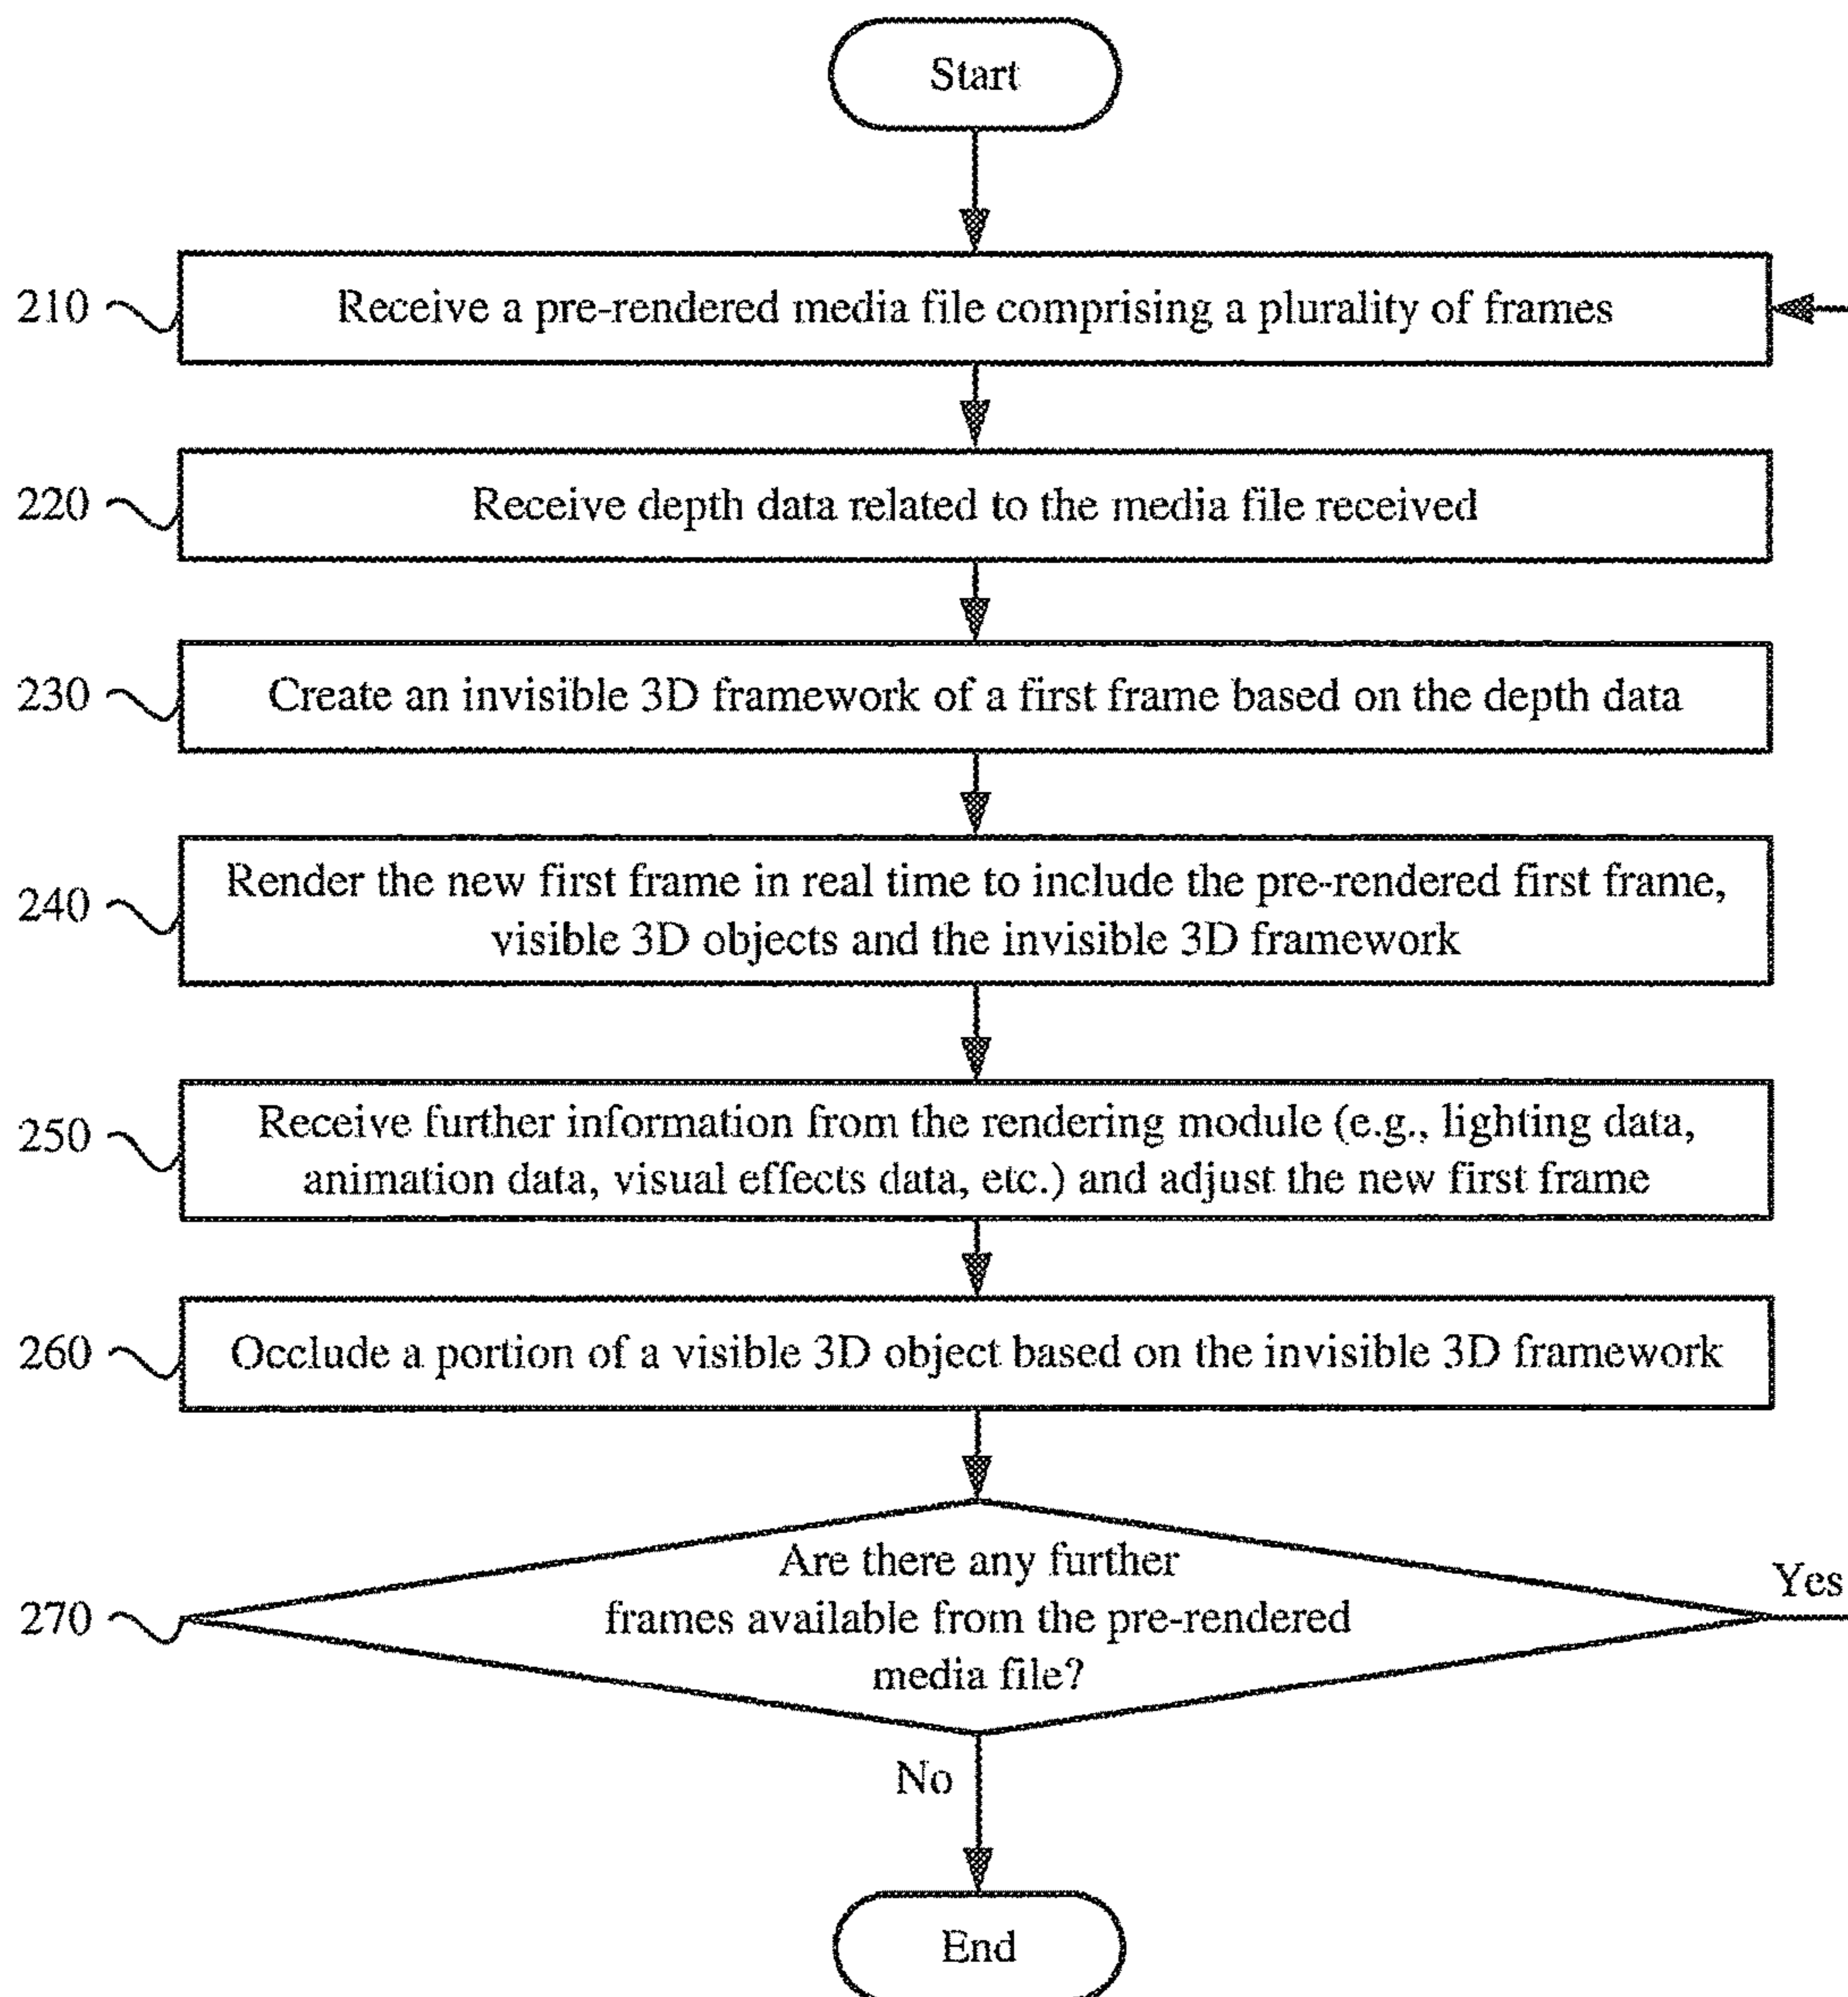 Start
210
Receive a pre-rendered media file comprising a plurality of frames
220
Receive depth data related to the media file received
230
Create an invisible 3D framework of a first frame based on the depth data
240
Render the new first frame in real time to include the pre-rendered first frame,
visible 3D objects and the invisible 3D framework
250
Receive further information from the rendering module (e.g., lighting data,
animation data, visual effects data, etc.) and adjust the new first frame
260
Occlude a portion of a visible 3D object based on the invisible 3D framework
270
Are there any further
frames available from the pre-rendered
media file?
Yes
No
End